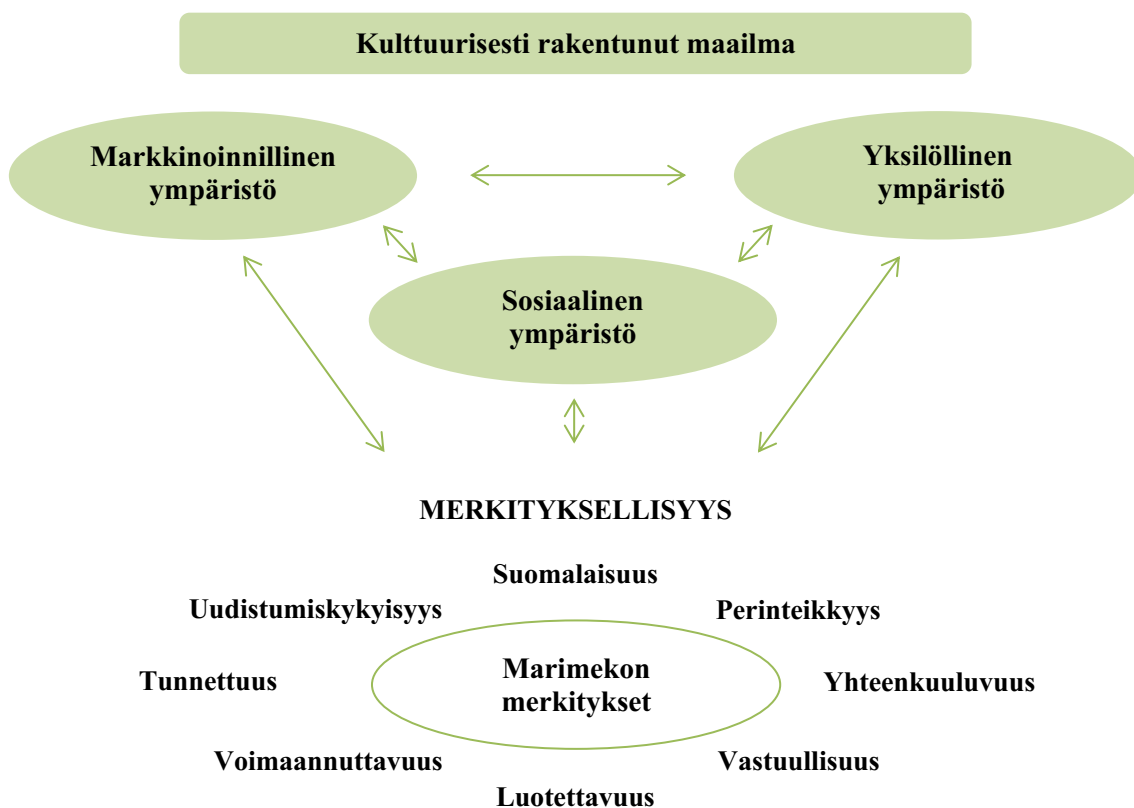 Kulttuurisesti rakentunut maailma
Markkinoinnillinen
ympäristö
Yksilöllinen
ympäristö
Sosiaalinen
ympäristö
MERKITYKSELLISYYS
Suomalaisuus
Uudistumiskykyisyys
Perinteikkyys
Tunnettuus
Marimekon
merkitykset
Yhteenkuuluvuus
Voimaannuttavuus
Vastuullisuus
Luotettavuus